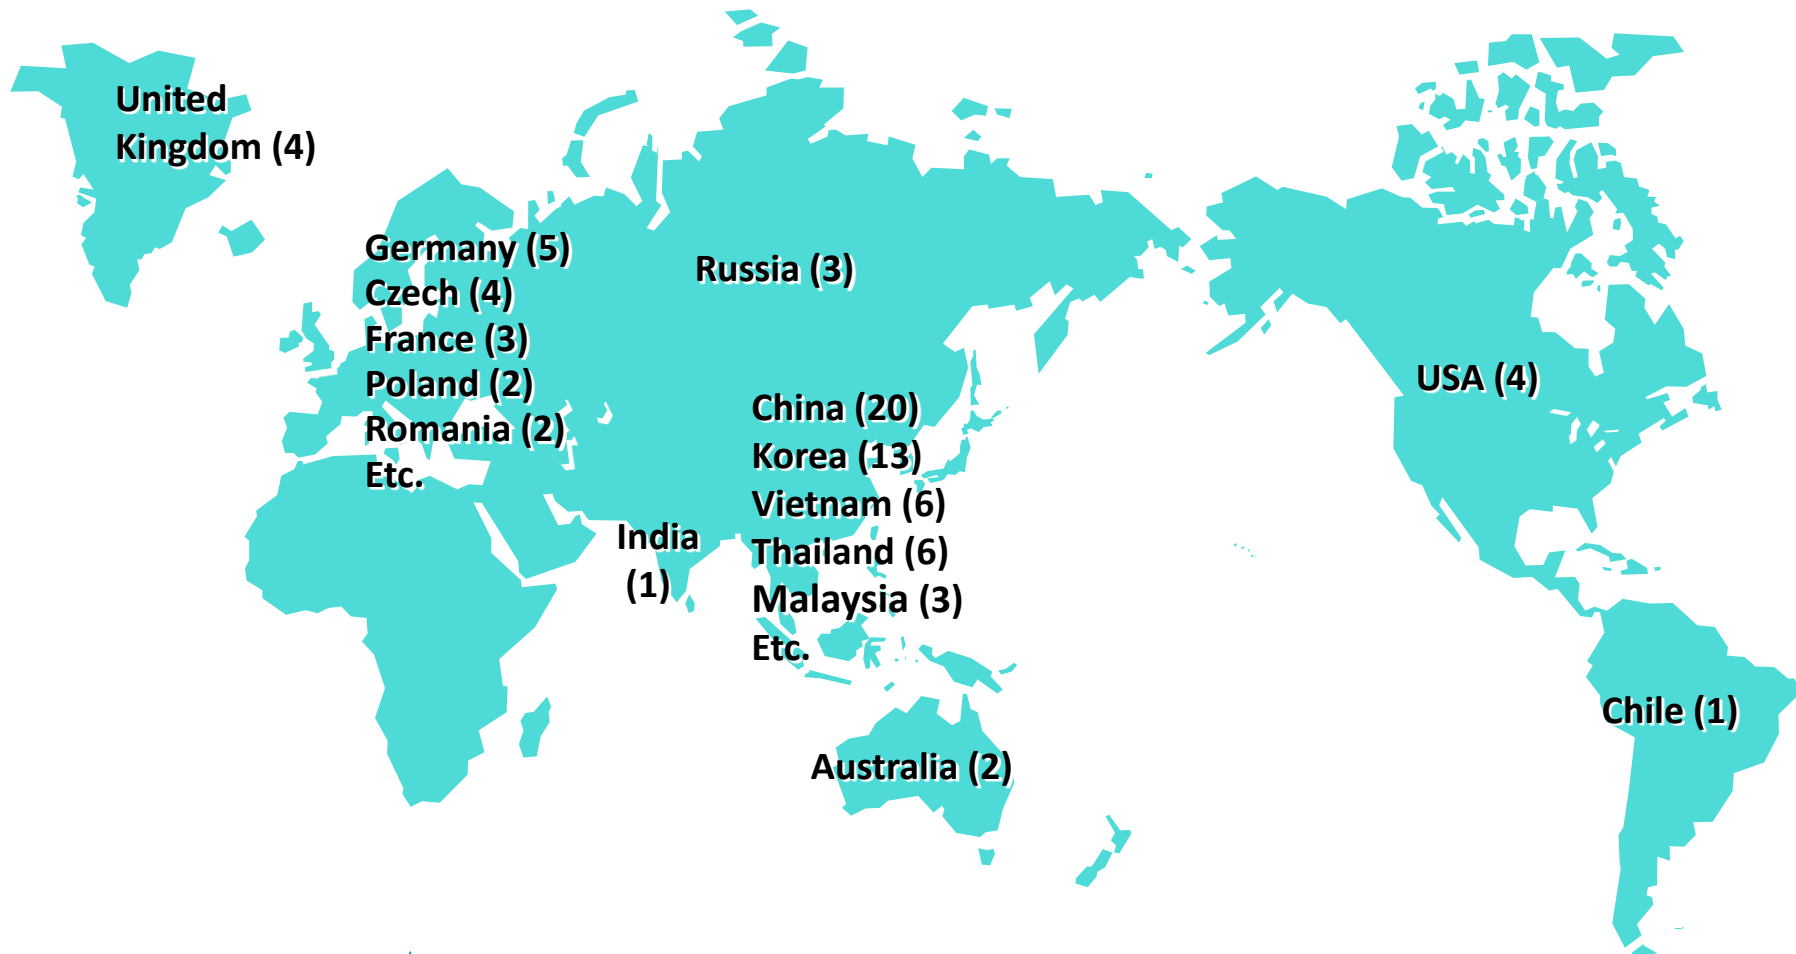 United
Kingdom (4)
Germany (5)
Czech (4)
France (3)
Poland (2)
Romania (2)
Etc.
Russia (3)
China (20)
Korea (13)
Vietnam (6)
Thailand (6)
Malaysia (3)
Etc.
India
(1)
Australia (2)
USA (4)
Chile (1)